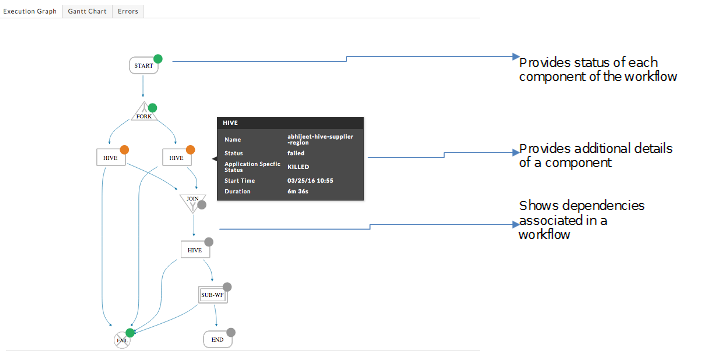 Execution Graph Gantt Chart Errors
START
Provides status of each
component of the workflow
FORK
HIVE HIVE
HIVE
Name abhijeet-hive-supplier
-region
Status failed
Application Specific
Status KILLED
Start Time 03/25/16 10:55
Duration 6m 36s
Provides additional details
of a component
JOIN
Shows dependencies
associated in a
workflow
HIVE
SUB-WF
FAIL END